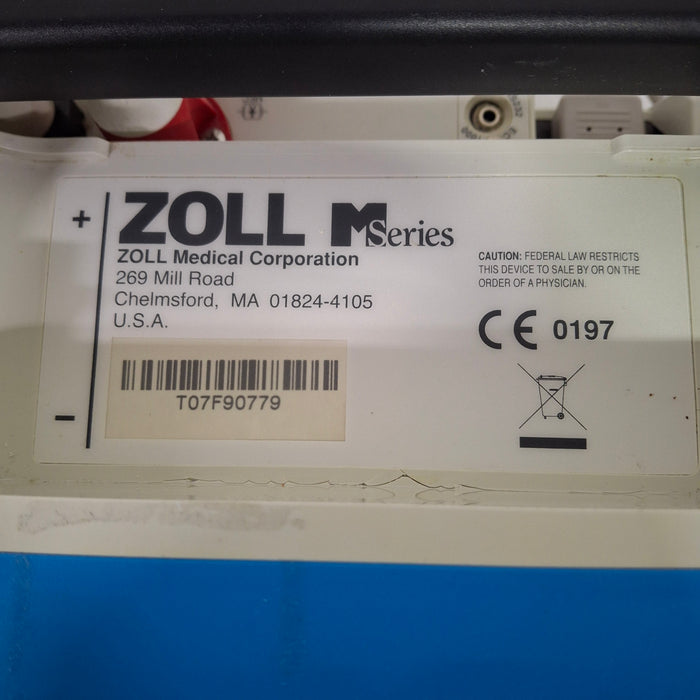 +
ZOLL M Series
ZOLL Medical Corporation
269 Mill Road
Chelmsford, MA 01824-4105
U.S.A.
CAUTION: FEDERAL LAW RESTRICTS
THIS DEVICE TO SALE BY OR ON THE
ORDER OF A PHYSICIAN.
CE 0197
T07F90779
–